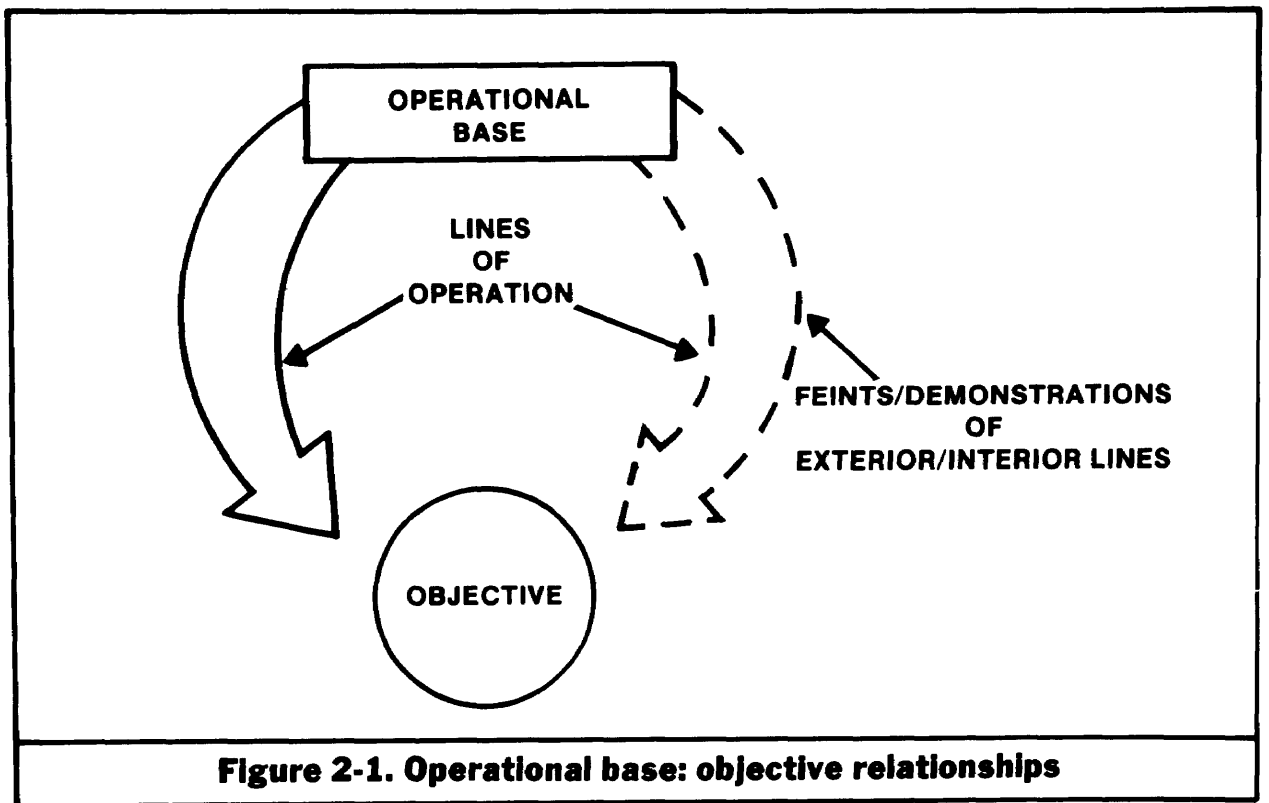 OPERATIONAL
BASE
LINES
OF
OPERATION
FEINTS/DEMONSTRATIONS
OF
EXTERIOR/INTERIOR LINES
OBJECTIVE
Figure 2-1. Operational base: objective relationships